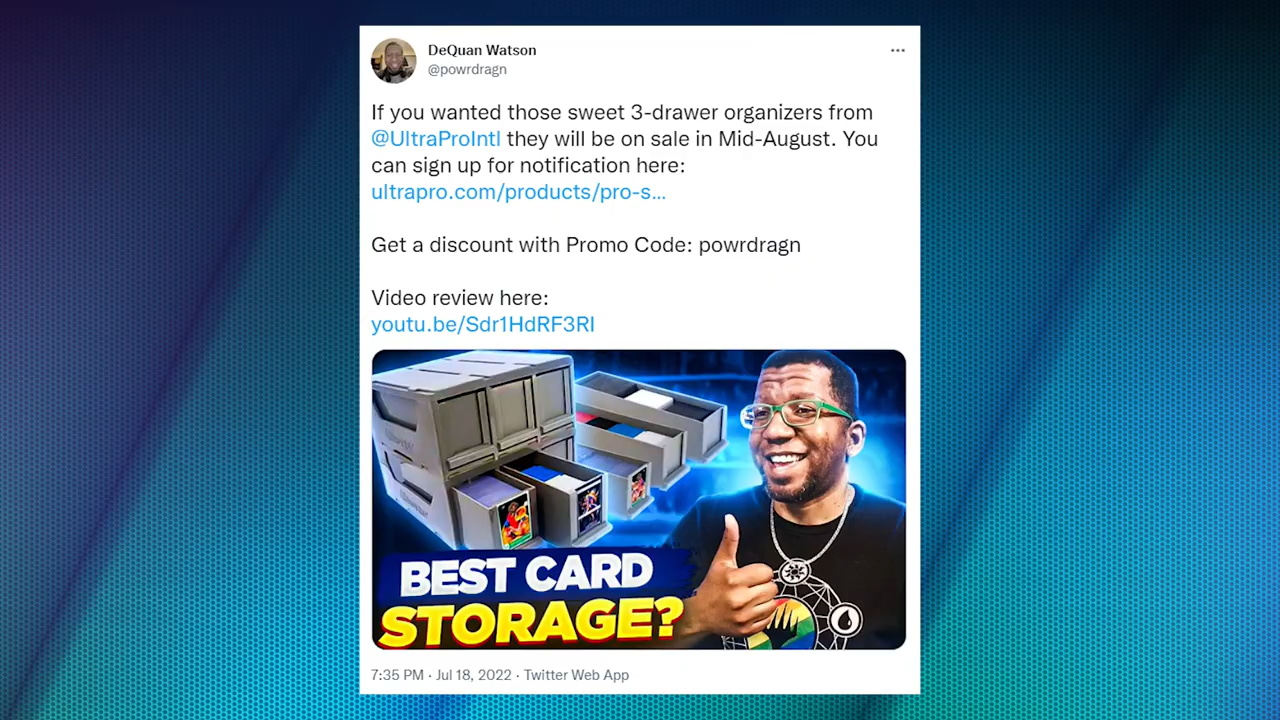 DeQuan Watson
@powrdragn
If you wanted those sweet 3-drawer organizers from
@UltraProIntl they will be on sale in Mid-August. You
can sign up for notification here:
ultrapro.com/products/pro-s...
Get a discount with Promo Code: powrdragn
Video review here:
youtu.be/Sdr1HdRF3RI
BEST CARD
STORAGE?
7:35 PM · Jul 18, 2022 · Twitter Web App